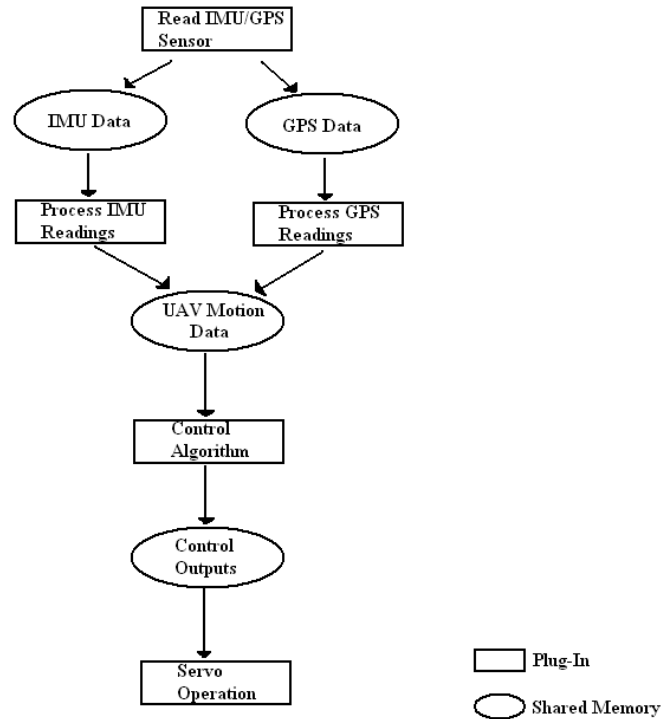 Read IMU/GPS
Sensor
IMU Data
GPS Data
Process IMU
Readings
Process GPS
Readings
UAV Motion
Data
Control
Algorithm
Control
Outputs
Servo
Operation
Plug-In
Shared Memory